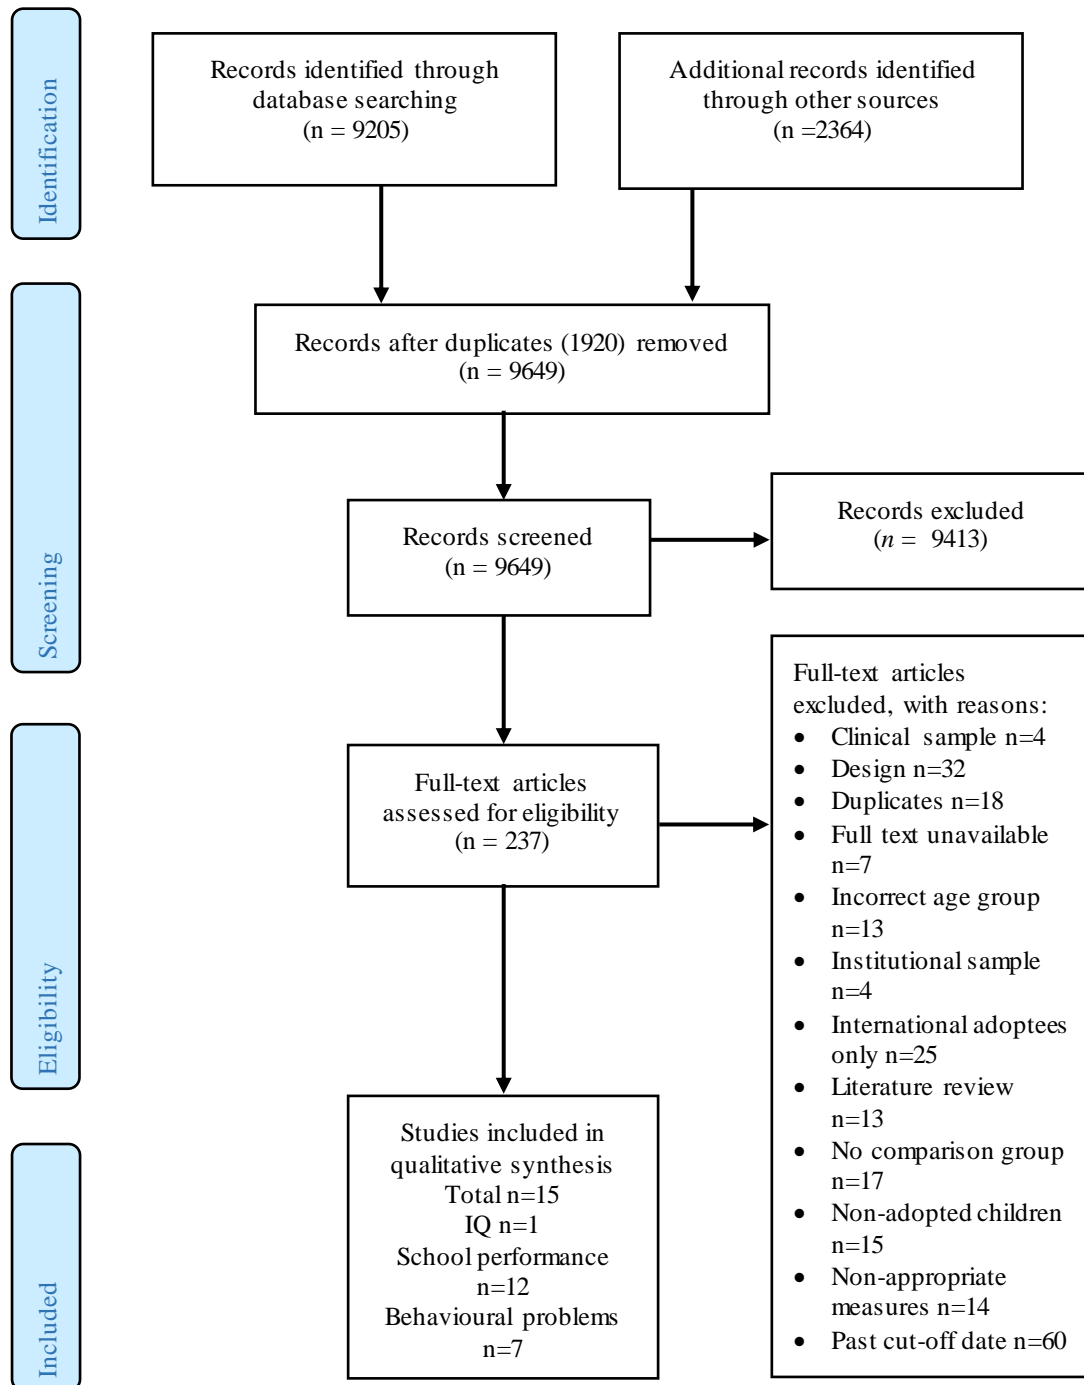 Identification
Records identified through
database searching
(n = 9205)
Additional records identified
through other sources
(n =2364)
Screening
Records after duplicates (1920) removed
(n = 9649)
Records screened
(n = 9649)
Records excluded
(n = 9413)
Eligibility
Full-text articles
assessed for eligibility
(n = 237)
Full-text articles
excluded, with reasons:
• Clinical sample n=4
• Design n=32
• Duplicates n=18
• Full text unavailable
n=7
• Incorrect age group
n=13
• Institutional sample
n=4
• International adoptees
only n=25
• Literature review
n=13
• No comparison group
n=17
• Non-adopted children
n=15
• Non-appropriate
measures n=14
• Past cut-off date n=60
Included
Studies included in
qualitative synthesis
Total n=15
IQ n=1
School performance
n=12
Behavioural problems
n=7